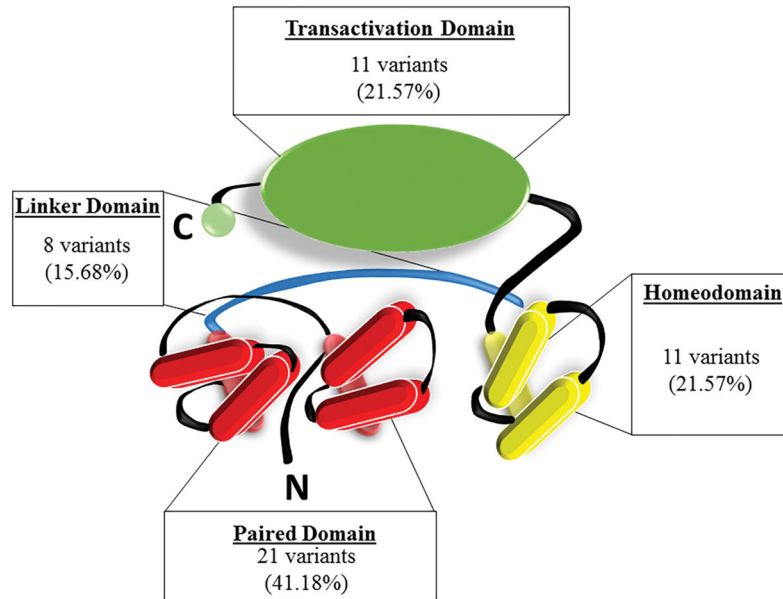 Transactivation Domain
11 variants
(21.57%)
Linker Domain
8 variants
(15.68%)
C
Homeodomain
11 variants
(21.57%)
N
Paired Domain
21 variants
(41.18%)